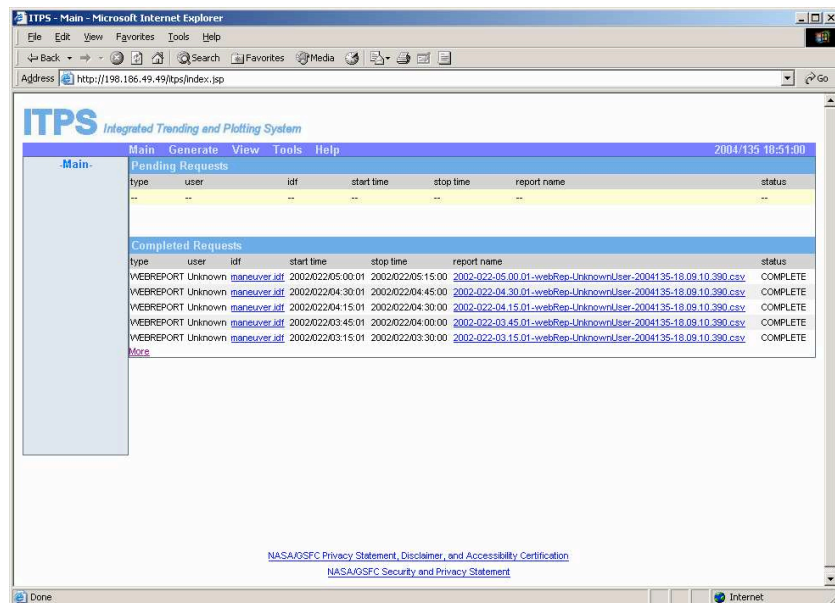 ITPS - Main - Microsoft Internet Explorer
File Edit View Favorites Tools Help
Back Search Favorites Media
Address http://198.186.49.49/itps/index.jsp Go
ITPS Integrated Trending and Plotting System
Main Generate View Tools Help 2004/135 18:51:00
-Main- Pending Requests
type user idf start time stop time report name status
-- -- -- -- -- -- --
Completed Requests
type user idf start time stop time report name status
WEBREPORT Unknown maneuver.idf 2002/022/05:00:01 2002/022/05:15:00 2002-022-05.00.01-webRep-UnknownUser-2004135-18.09.10.390.csv COMPLETE
WEBREPORT Unknown maneuver.idf 2002/022/04:30:01 2002/022/04:45:00 2002-022-04.30.01-webRep-UnknownUser-2004135-18.09.10.390.csv COMPLETE
WEBREPORT Unknown maneuver.idf 2002/022/04:15:01 2002/022/04:30:00 2002-022-04.15.01-webRep-UnknownUser-2004135-18.09.10.390.csv COMPLETE
WEBREPORT Unknown maneuver.idf 2002/022/03:45:01 2002/022/04:00:00 2002-022-03.45.01-webRep-UnknownUser-2004135-18.09.10.390.csv COMPLETE
WEBREPORT Unknown maneuver.idf 2002/022/03:15:01 2002/022/03:30:00 2002-022-03.15.01-webRep-UnknownUser-2004135-18.09.10.390.csv COMPLETE
More
NASA/GSFC Privacy Statement, Disclaimer, and Accessibility Certification
NASA/GSFC Security and Privacy Statement
Done Internet